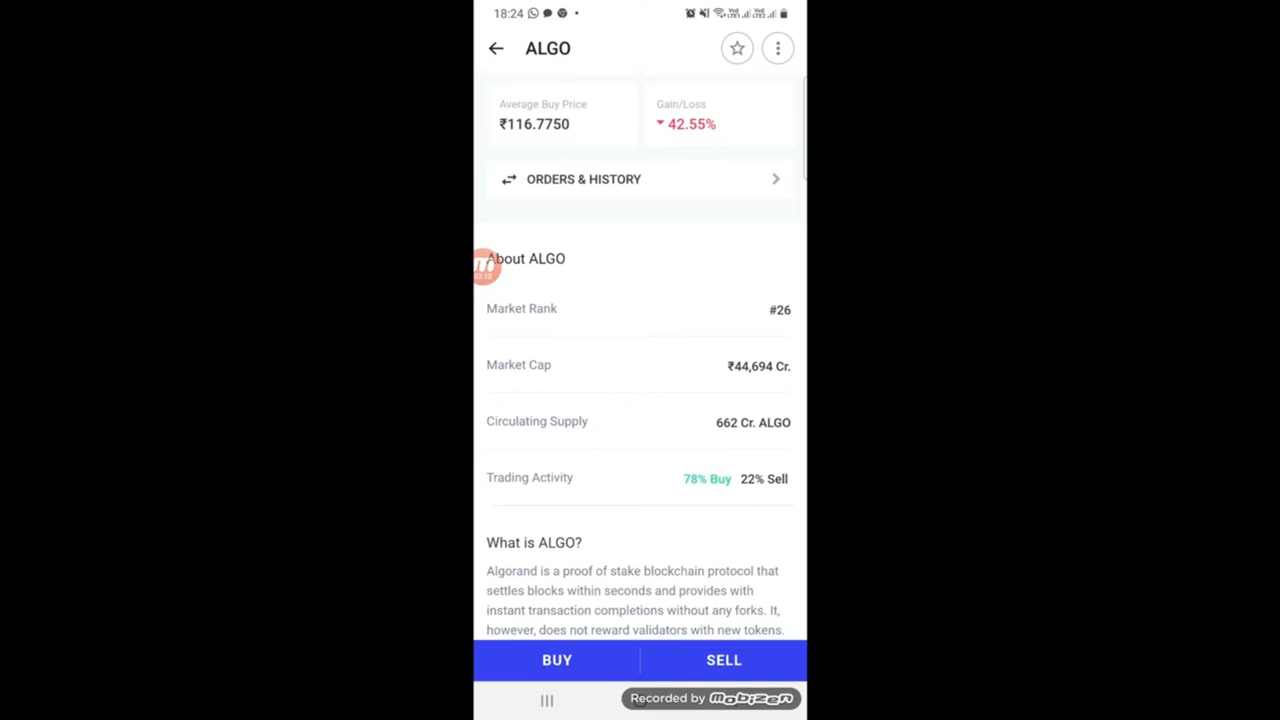 18:24
ALGO
Average Buy Price
Gain/Loss
₹116.7750
42.55%
ORDERS & HISTORY
About ALGO
Market Rank
#26
Market Cap
₹44,694 Cr.
Circulating Supply
662 Cr. ALGO
Trading Activity
78% Buy 22% Sell
What is ALGO?
Algorand is a proof of stake blockchain protocol that
settles blocks within seconds and provides with
instant transaction completions without any forks. It,
however, does not reward validators with new tokens.
BUY
SELL
Recorded by mobizen